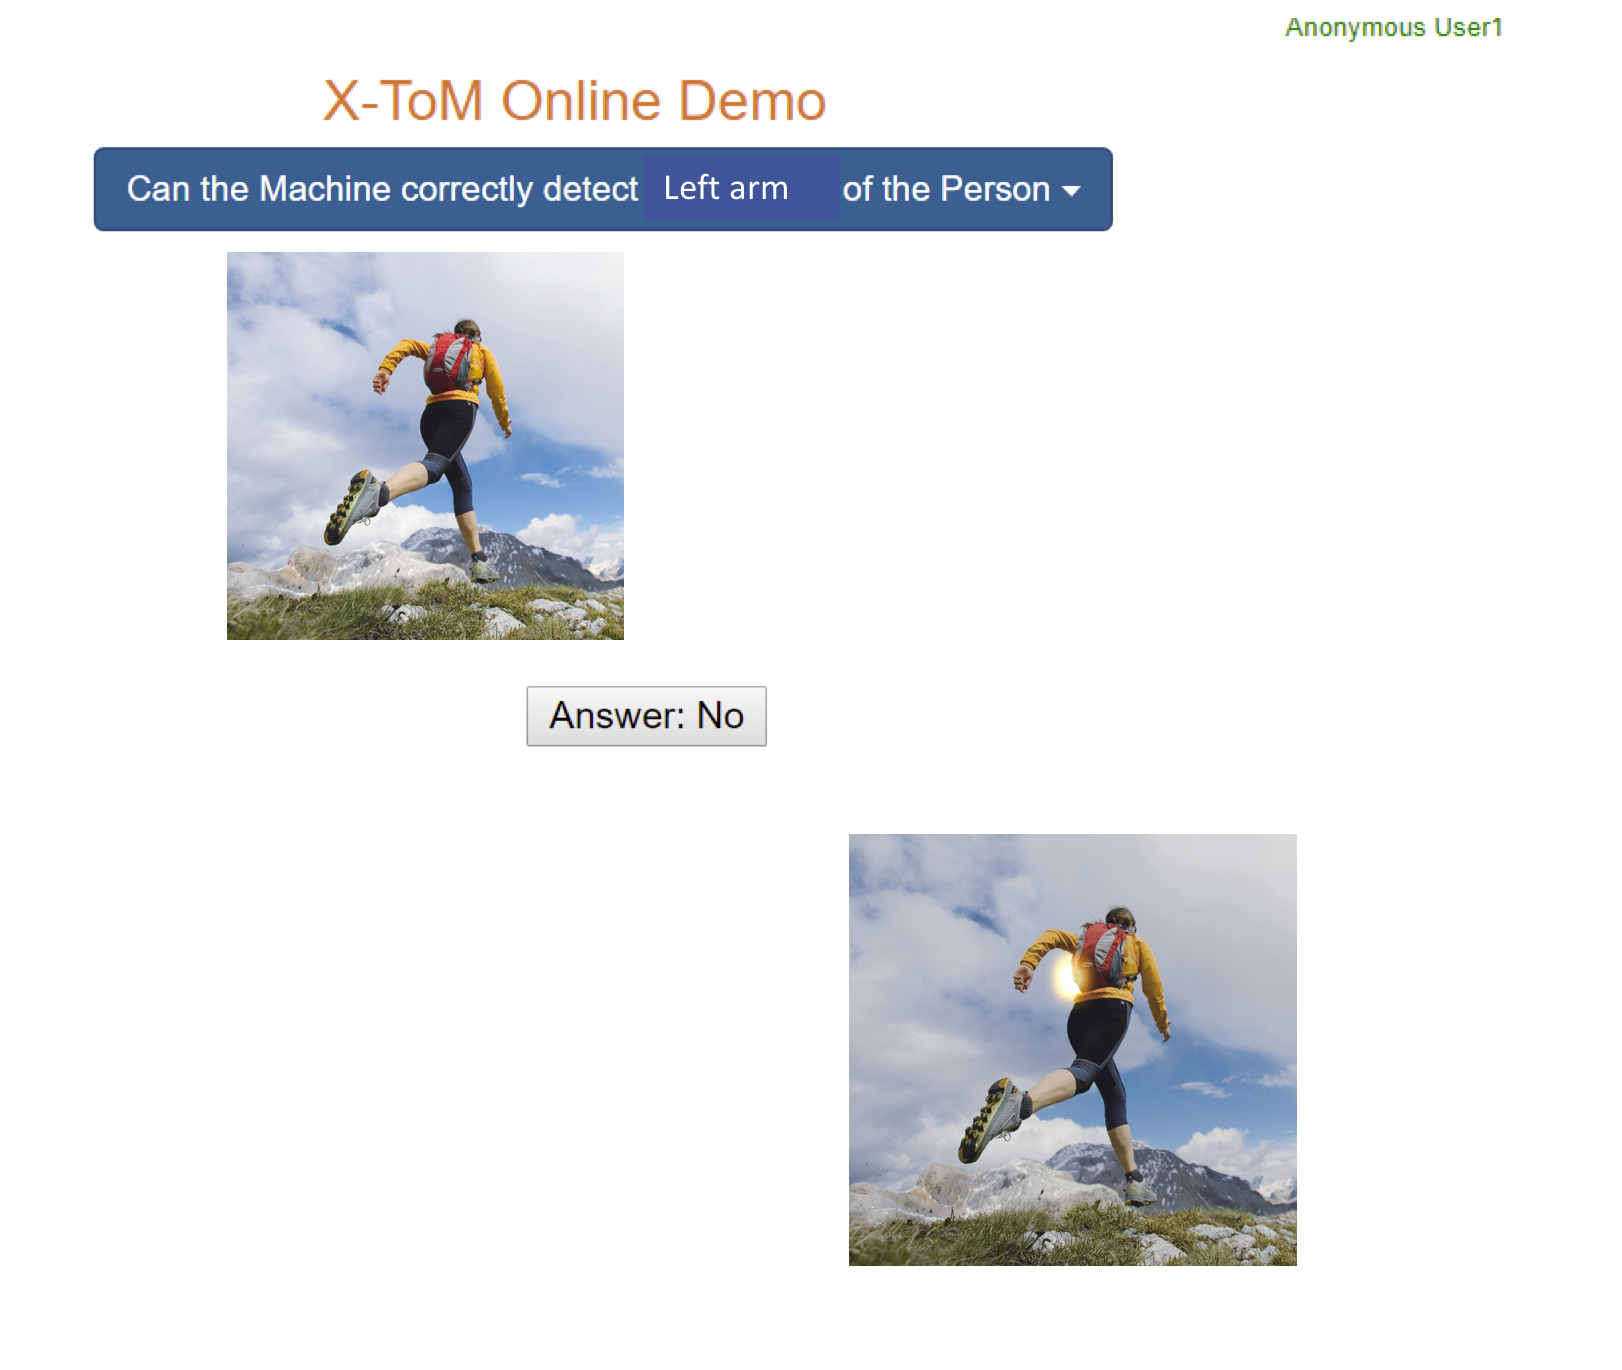 Anonymous User1
X-ToM Online Demo
Can the Machine correctly detect Left arm of the Person
Answer: No